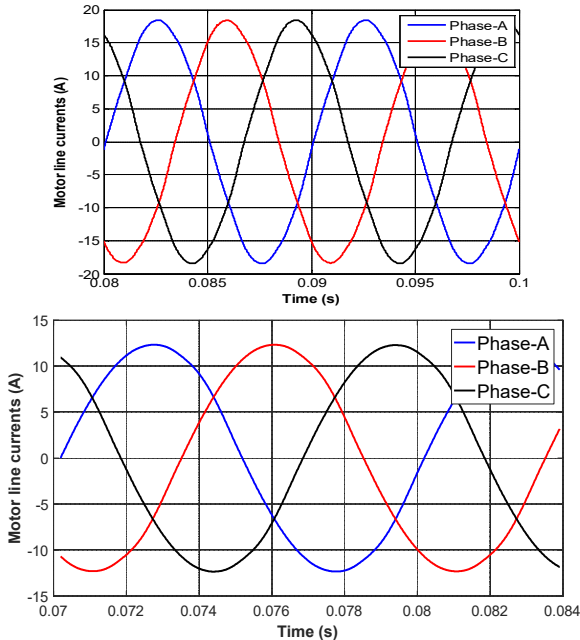 20
15
10
5
0
-5
-10
-15
-20
Motor line currents (A)
Phase-A
Phase-B
Phase-C
0.08
0.085
0.09
0.095
0.1
Time (s)
15
10
5
0
-5
-10
-15
Motor line currents (A)
Phase-A
Phase-B
Phase-C
0.07
0.072
0.074
0.076
0.078
0.08
0.082
0.084
Time (s)